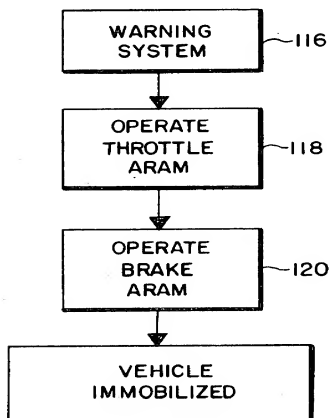 WARNING
SYSTEM
116
OPERATE
THROTTLE
ARAM
118
OPERATE
BRAKE
ARAM
120
VEHICLE
IMMOBILIZED